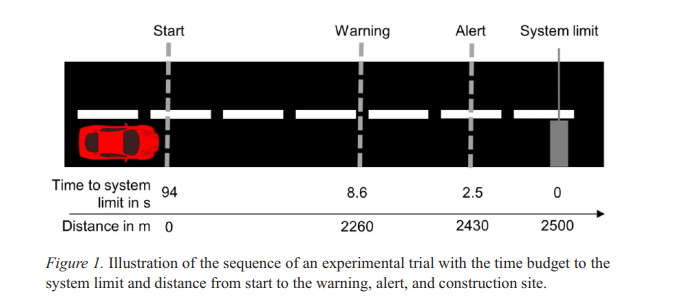 Start Warning Alert System limit
Time to system
limit in s 94 8.6 2.5 0
Distance in m 0 2260 2430 2500
Figure 1. Illustration of the sequence of an experimental trial with the time budget to the
system limit and distance from start to the warning, alert, and construction site.